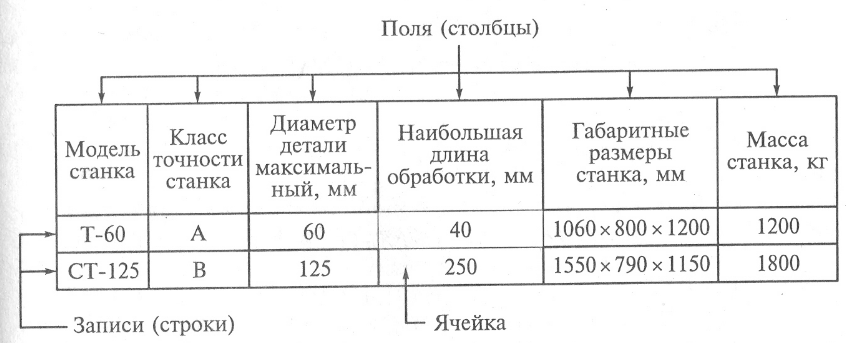 Поля (столбцы)
Модель
станка
Класс
точности
станка
Диаметр
детали
максималь-
ный, мм
Наибольшая
длина
обработки, мм
Габаритные
размеры
станка, мм
Масса
станка, кг
Т-60 А 60 40 1060×800×1200 1200
СТ-125 В 125 250 1550×790×1150 1800
Записи (строки) Ячейка